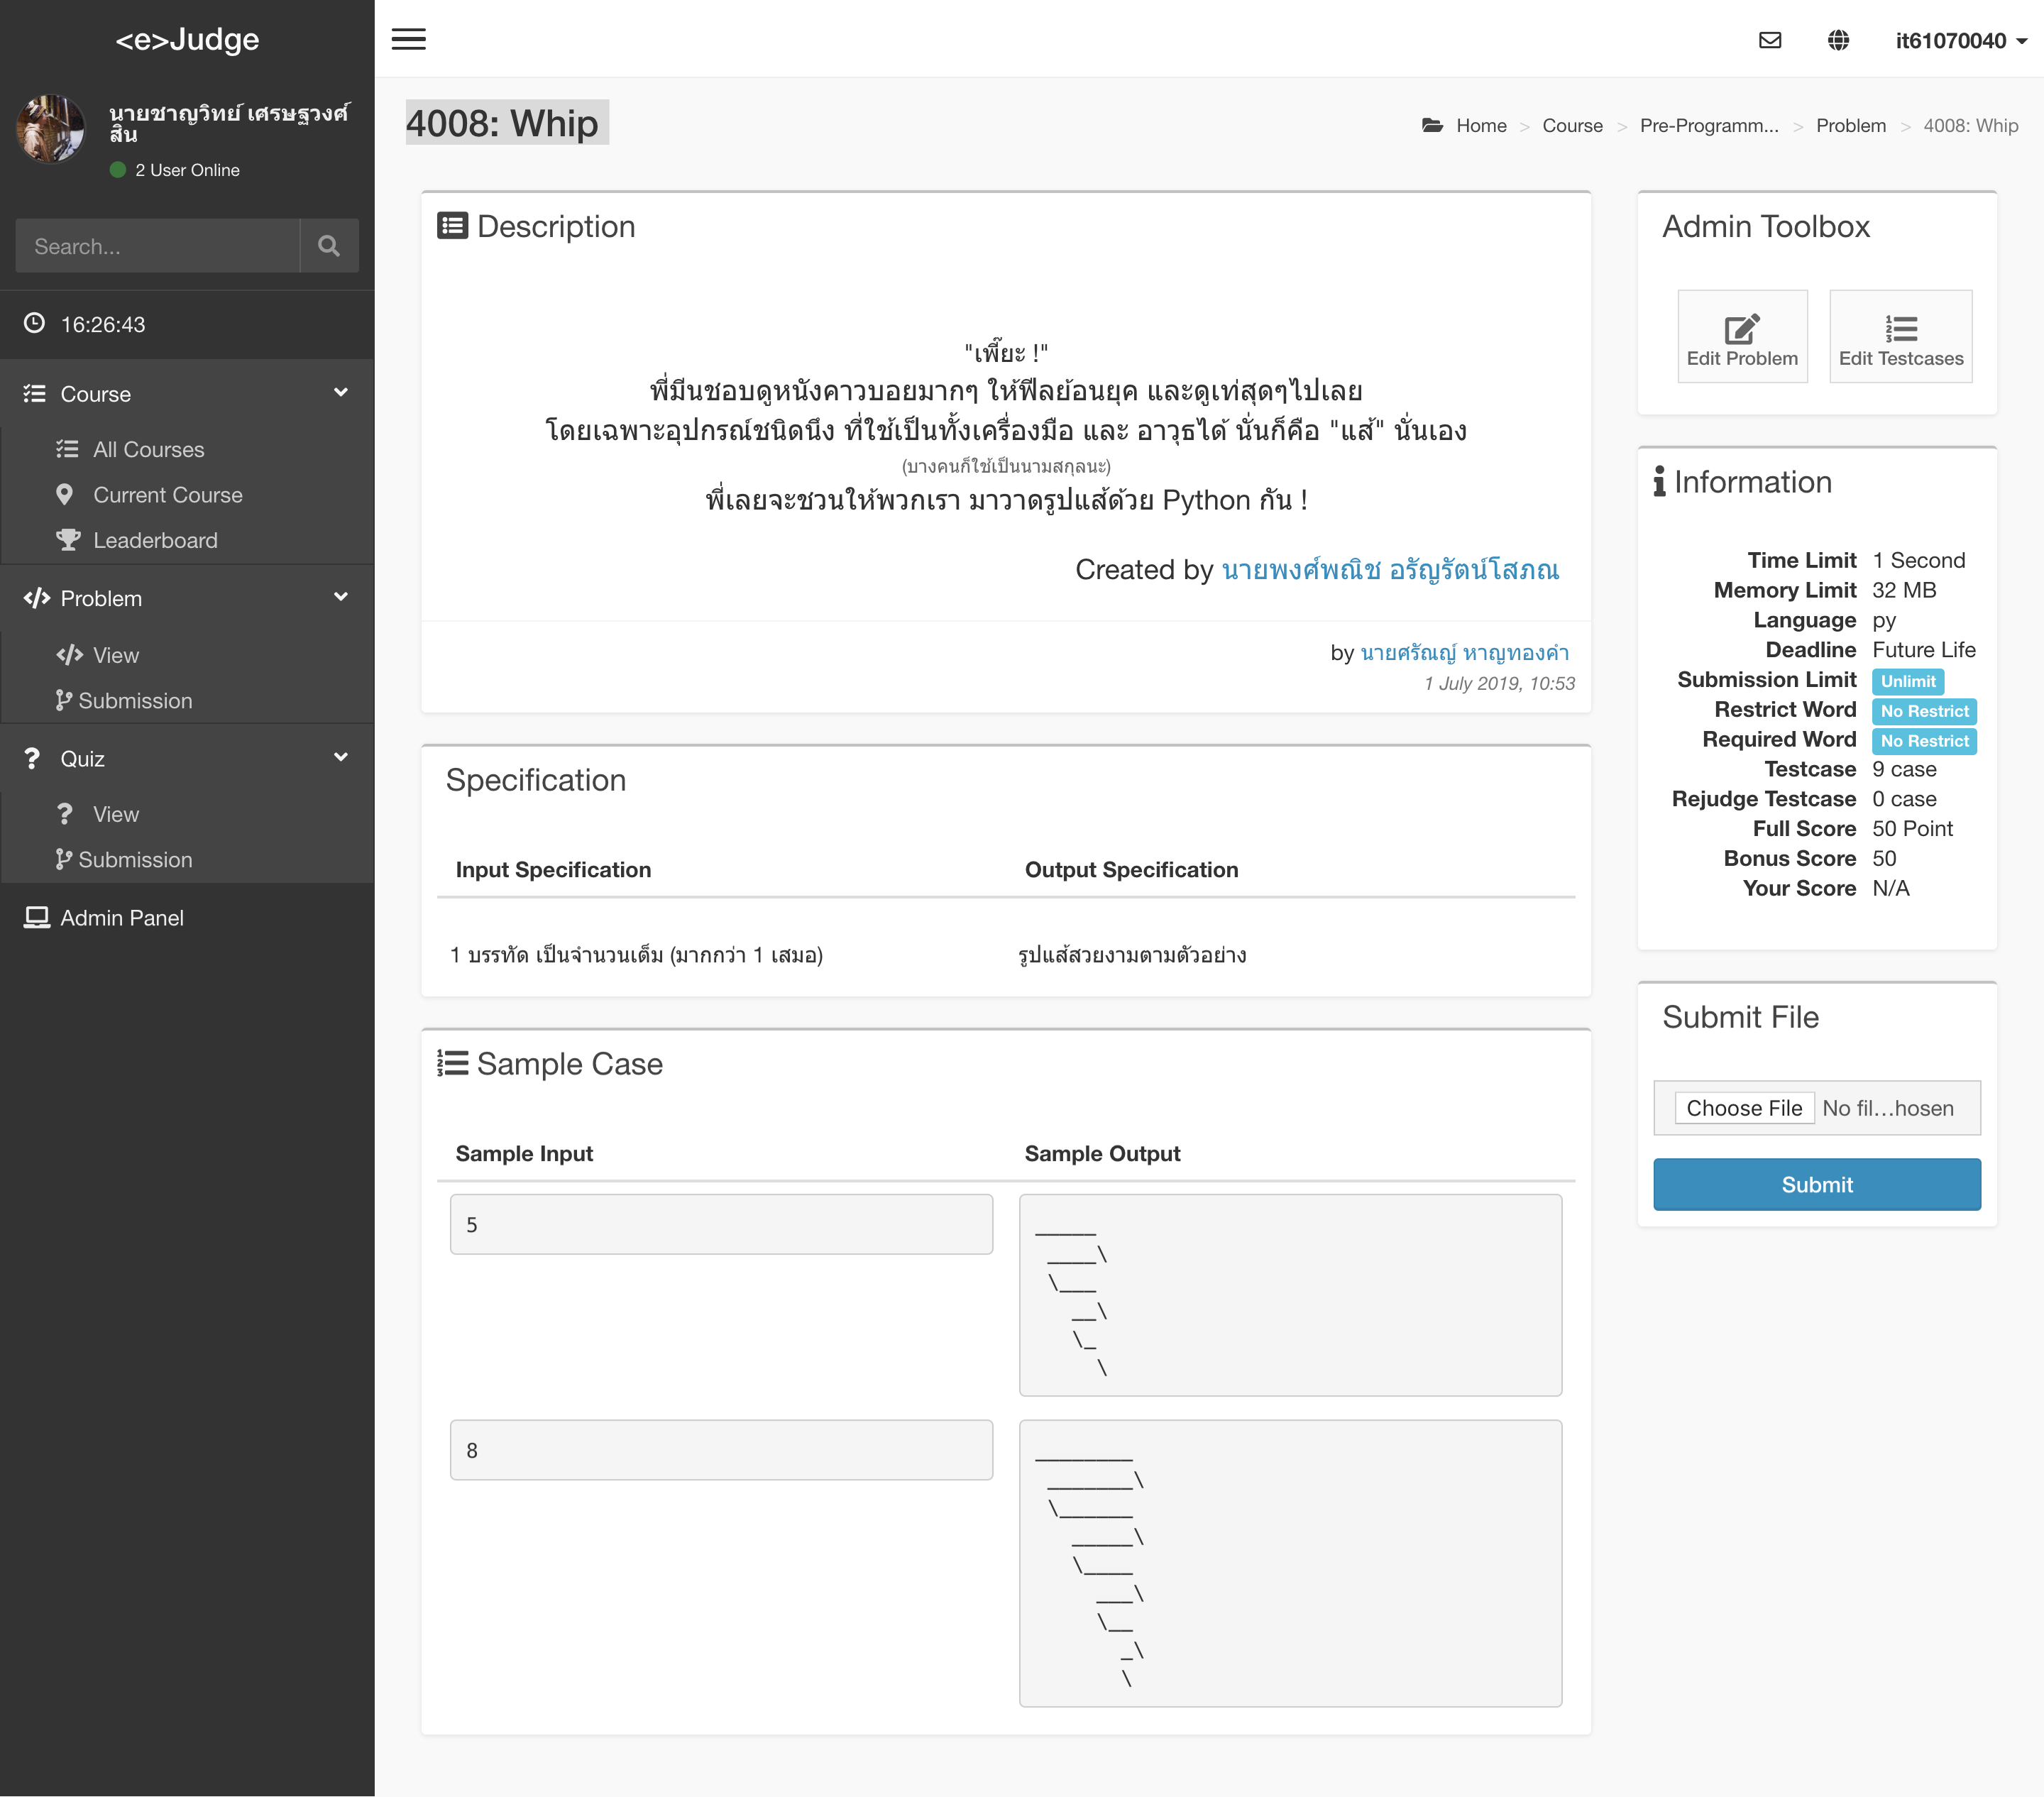 <e>Judge
it61070040
นายชาญวิทย์ เศรษฐวงศ์
สิน
2 User Online
Search...
16:26:43
Course
All Courses
Current Course
Leaderboard
Problem
View
Submission
Quiz
View
Submission
Admin Panel
4008: Whip
Home > Course > Pre-Programm... > Problem > 4008: Whip
Description
"เพี๊ยะ !"
พี่มีนชอบดูหนังคาวบอยมากๆ ให้ฟีลย้อนยุค และดูเท่สุดๆไปเลย
โดยเฉพาะอุปกรณ์ชนิดนึง ที่ใช้เป็นทั้งเครื่องมือ และ อาวุธได้ นั่นก็คือ "แส้" นั่นเอง
(บางคนก็ใช้เป็นนามสกุลนะ)
พี่เลยจะชวนให้พวกเรา มาวาดรูปแส้ด้วย Python กัน !
Created by นายพงศ์พณิช อรัญรัตน์โสภณ
by นายศรัณญ์ หาญทองคำ
1 July 2019, 10:53
Specification
Input Specification
Output Specification
1 บรรทัด เป็นจำนวนเต็ม (มากกว่า 1 เสมอ)
รูปแส้สวยงามตามตัวอย่าง
Sample Case
Sample Input
Sample Output
5
_____
 ____\
 \___
   __\
   \_
     \
8
________
 _______\
 \______
   _____\
   \____
     ___\
     \__
       _\
       \
Admin Toolbox
Edit Problem
Edit Testcases
Information
Time Limit 1 Second
Memory Limit 32 MB
Language py
Deadline Future Life
Submission Limit Unlimit
Restrict Word No Restrict
Required Word No Restrict
Testcase 9 case
Rejudge Testcase 0 case
Full Score 50 Point
Bonus Score 50
Your Score N/A
Submit File
Choose File No fil...hosen
Submit